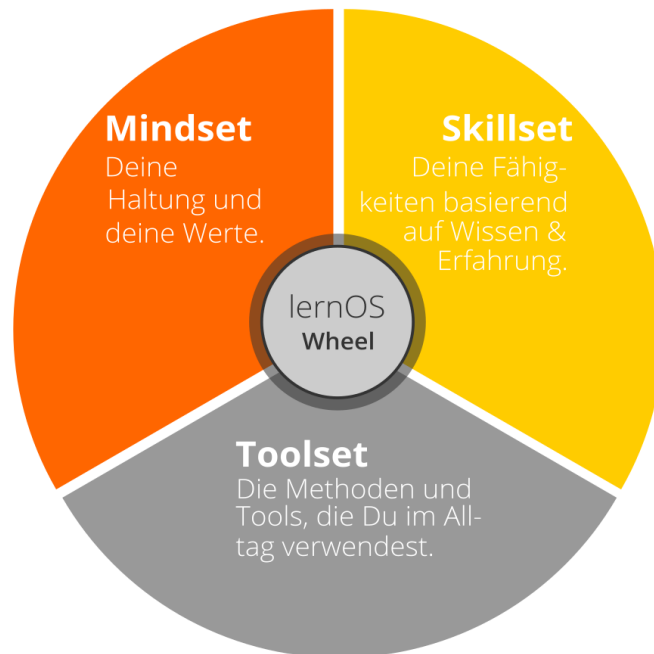 Mindset
Deine
Haltung und
deine Werte.
Skillset
Deine Fähig-
keiten basierend
auf Wissen &
Erfahrung.
lernOS
Wheel
Toolset
Die Methoden und
Tools, die Du im All-
tag verwendest.